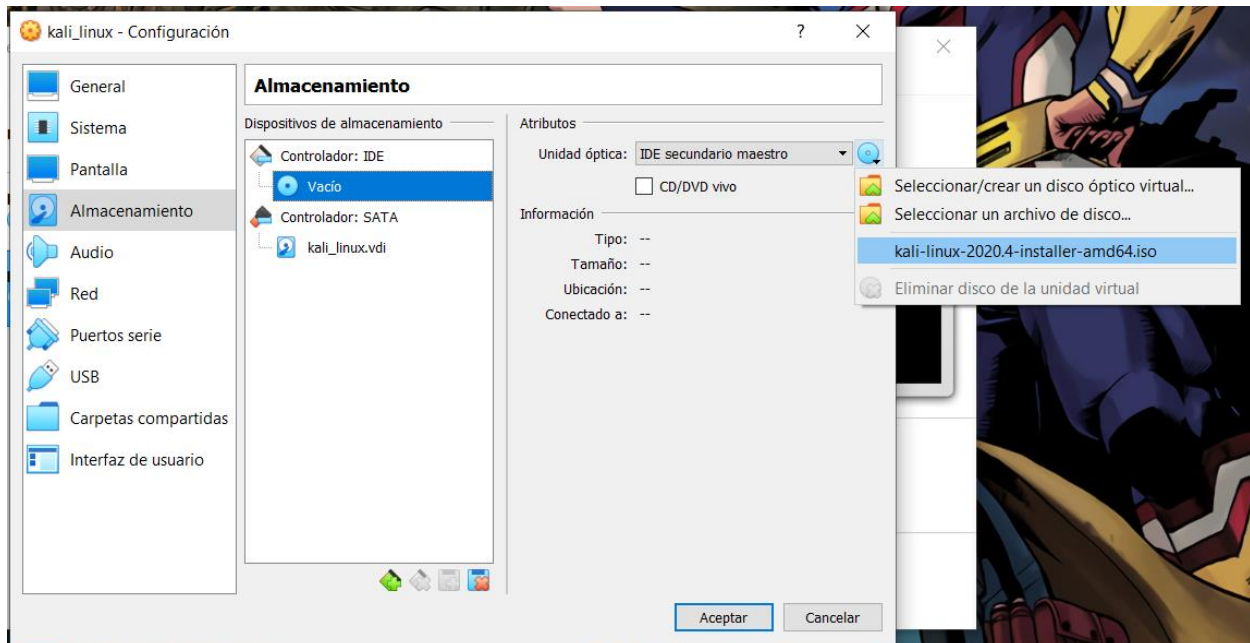 kali_linux - Configuración
?
General
Sistema
Pantalla
Almacenamiento
Audio
Red
Puertos serie
USB
Carpetas compartidas
Interfaz de usuario
Almacenamiento
Dispositivos de almacenamiento
Controlador: IDE
Vacío
Controlador: SATA
kali_linux.vdi
Atributos
Unidad óptica: IDE secundario maestro
CD/DVD vivo
Información
Tipo: --
Tamaño: --
Ubicación: --
Conectado a: --
Seleccionar/crear un disco óptico virtual...
Seleccionar un archivo de disco...
kali-linux-2020.4-installer-amd64.iso
Eliminar disco de la unidad virtual
Aceptar
Cancelar